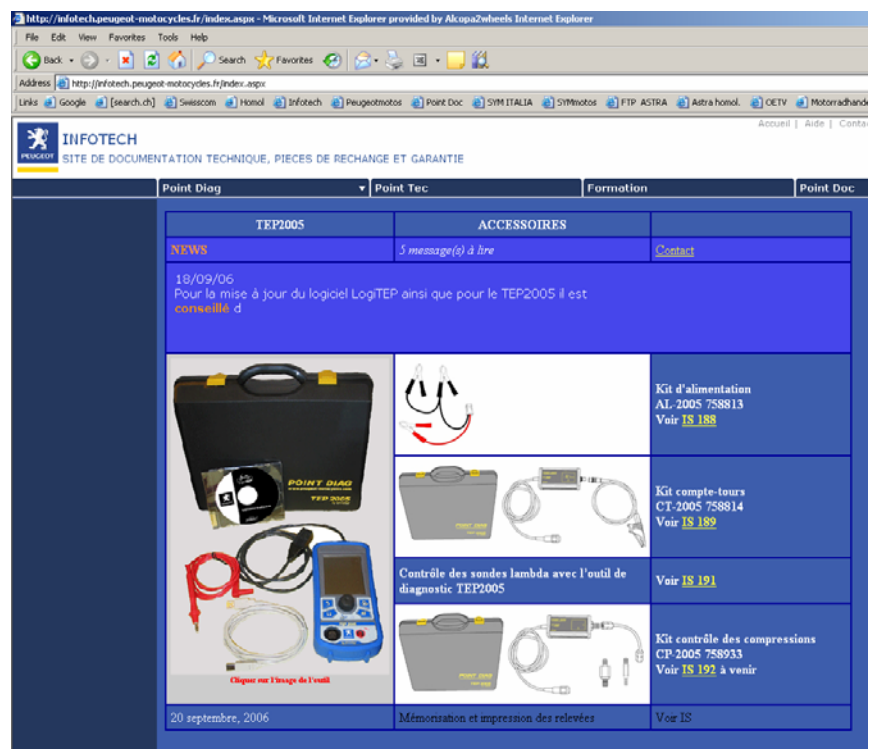 http://infotech.peugeot-motocycles.fr/index.aspx - Microsoft Internet Explorer provided by Alcopa2wheels Internet Explorer
File Edit View Favorites Tools Help
Back Search Favorites
Address http://infotech.peugeot-motocycles.fr/index.aspx
Links Google [search.ch] Swisscom Homol Infotech Peugeotmotos Point Doc SYM ITALIA SYMmotos FTP ASTRA Astra homol. OETV Motorradhande
Accueil | Aide | Conta
PEUGEOT
INFOTECH
SITE DE DOCUMENTATION TECHNIQUE, PIECES DE RECHANGE ET GARANTIE
Point Diag Point Tec Formation Point Doc
TEP2005 ACCESSOIRES
NEWS 5 message(s) à lire Contact
18/09/06
Pour la mise à jour du logiciel LogiTEP ainsi que pour le TEP2005 il est
conseillé d
POINT DIAG
TEP 2005
Kit d'alimentation
AL-2005 758813
Voir IS 188
Kit compte-tours
CT-2005 758814
Voir IS 189
Contrôle des sondes lambda avec l'outil de
diagnostic TEP2005
Voir IS 191
Kit contrôle des compressions
CP-2005 758933
Voir IS 192 à venir
Cliquez sur l'image de l'outil
20 septembre, 2006 Mémorisation et impression des relevées Voir IS